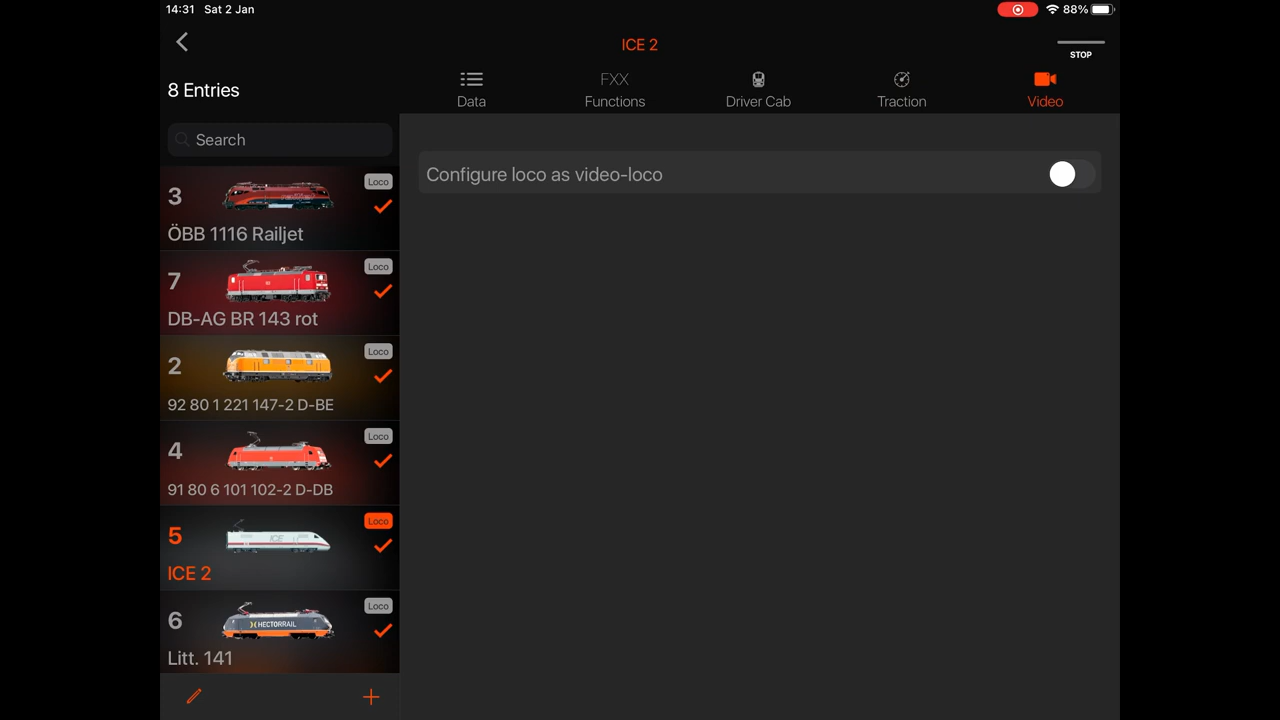 14:31 Sat 2 Jan
88%
ICE 2
STOP
8 Entries
Data
FXX
Functions
Driver Cab
Traction
Video
Search
Configure loco as video-loco
3
Loco
ÖBB 1116 Railjet
7
Loco
DB-AG BR 143 rot
2
Loco
92 80 1 221 147-2 D-BE
4
Loco
91 80 6 101 102-2 D-DB
5
Loco
ICE
ICE 2
6
Loco
HECTORRAIL
Litt. 141